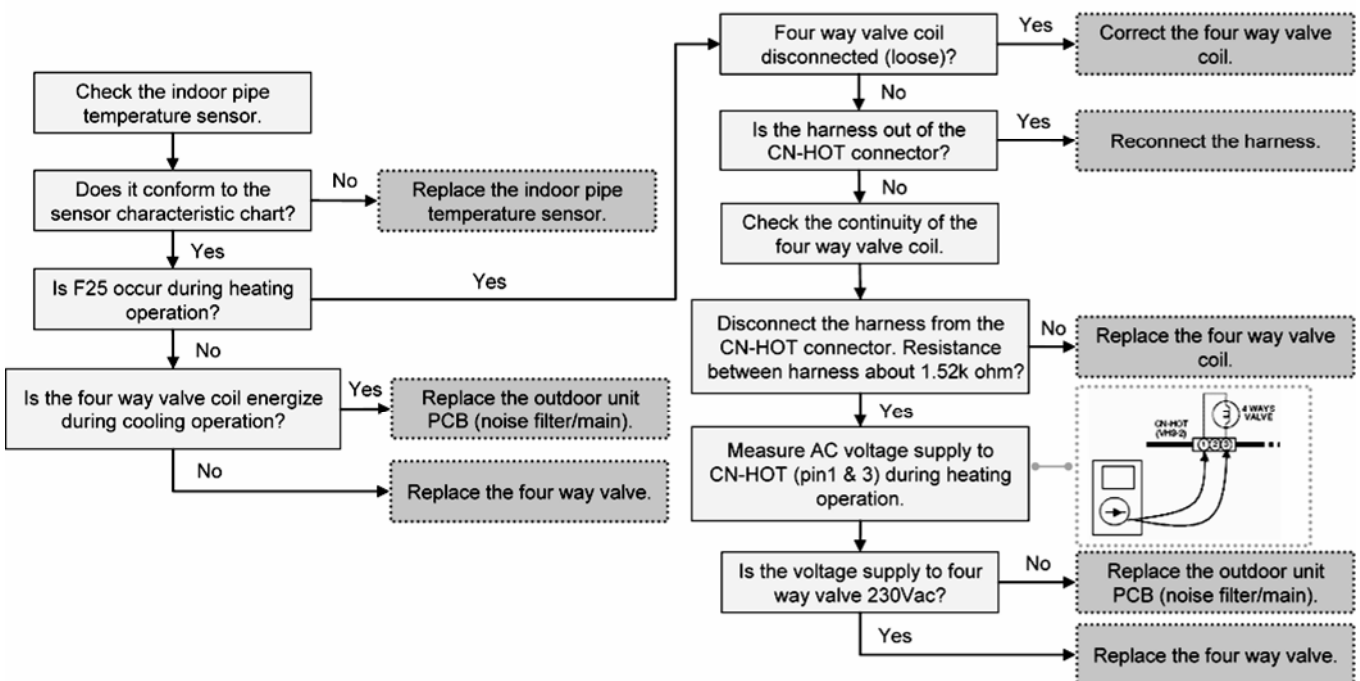 Check the indoor pipe
temperature sensor.
Does it conform to the
sensor characteristic chart?
No
Replace the indoor pipe
temperature sensor.
Yes
Is F25 occur during heating
operation?
Yes
No
Is the four way valve coil energize
during cooling operation?
Yes
Replace the outdoor unit
PCB (noise filter/main).
No
Replace the four way valve.
Four way valve coil
disconnected (loose)?
Yes
Correct the four way valve
coil.
No
Is the harness out of the
CN-HOT connector?
Yes
Reconnect the harness.
No
Check the continuity of the
four way valve coil.
Disconnect the harness from the
CN-HOT connector. Resistance
between harness about 1.52k ohm?
No
Replace the four way valve
coil.
Yes
Measure AC voltage supply to
CN-HOT (pin1 & 3) during heating
operation.
4 WAYS
VALVE
CN-HOT
(VH9-2)
1 2 3
Is the voltage supply to four
way valve 230Vac?
No
Replace the outdoor unit
PCB (noise filter/main).
Yes
Replace the four way valve.